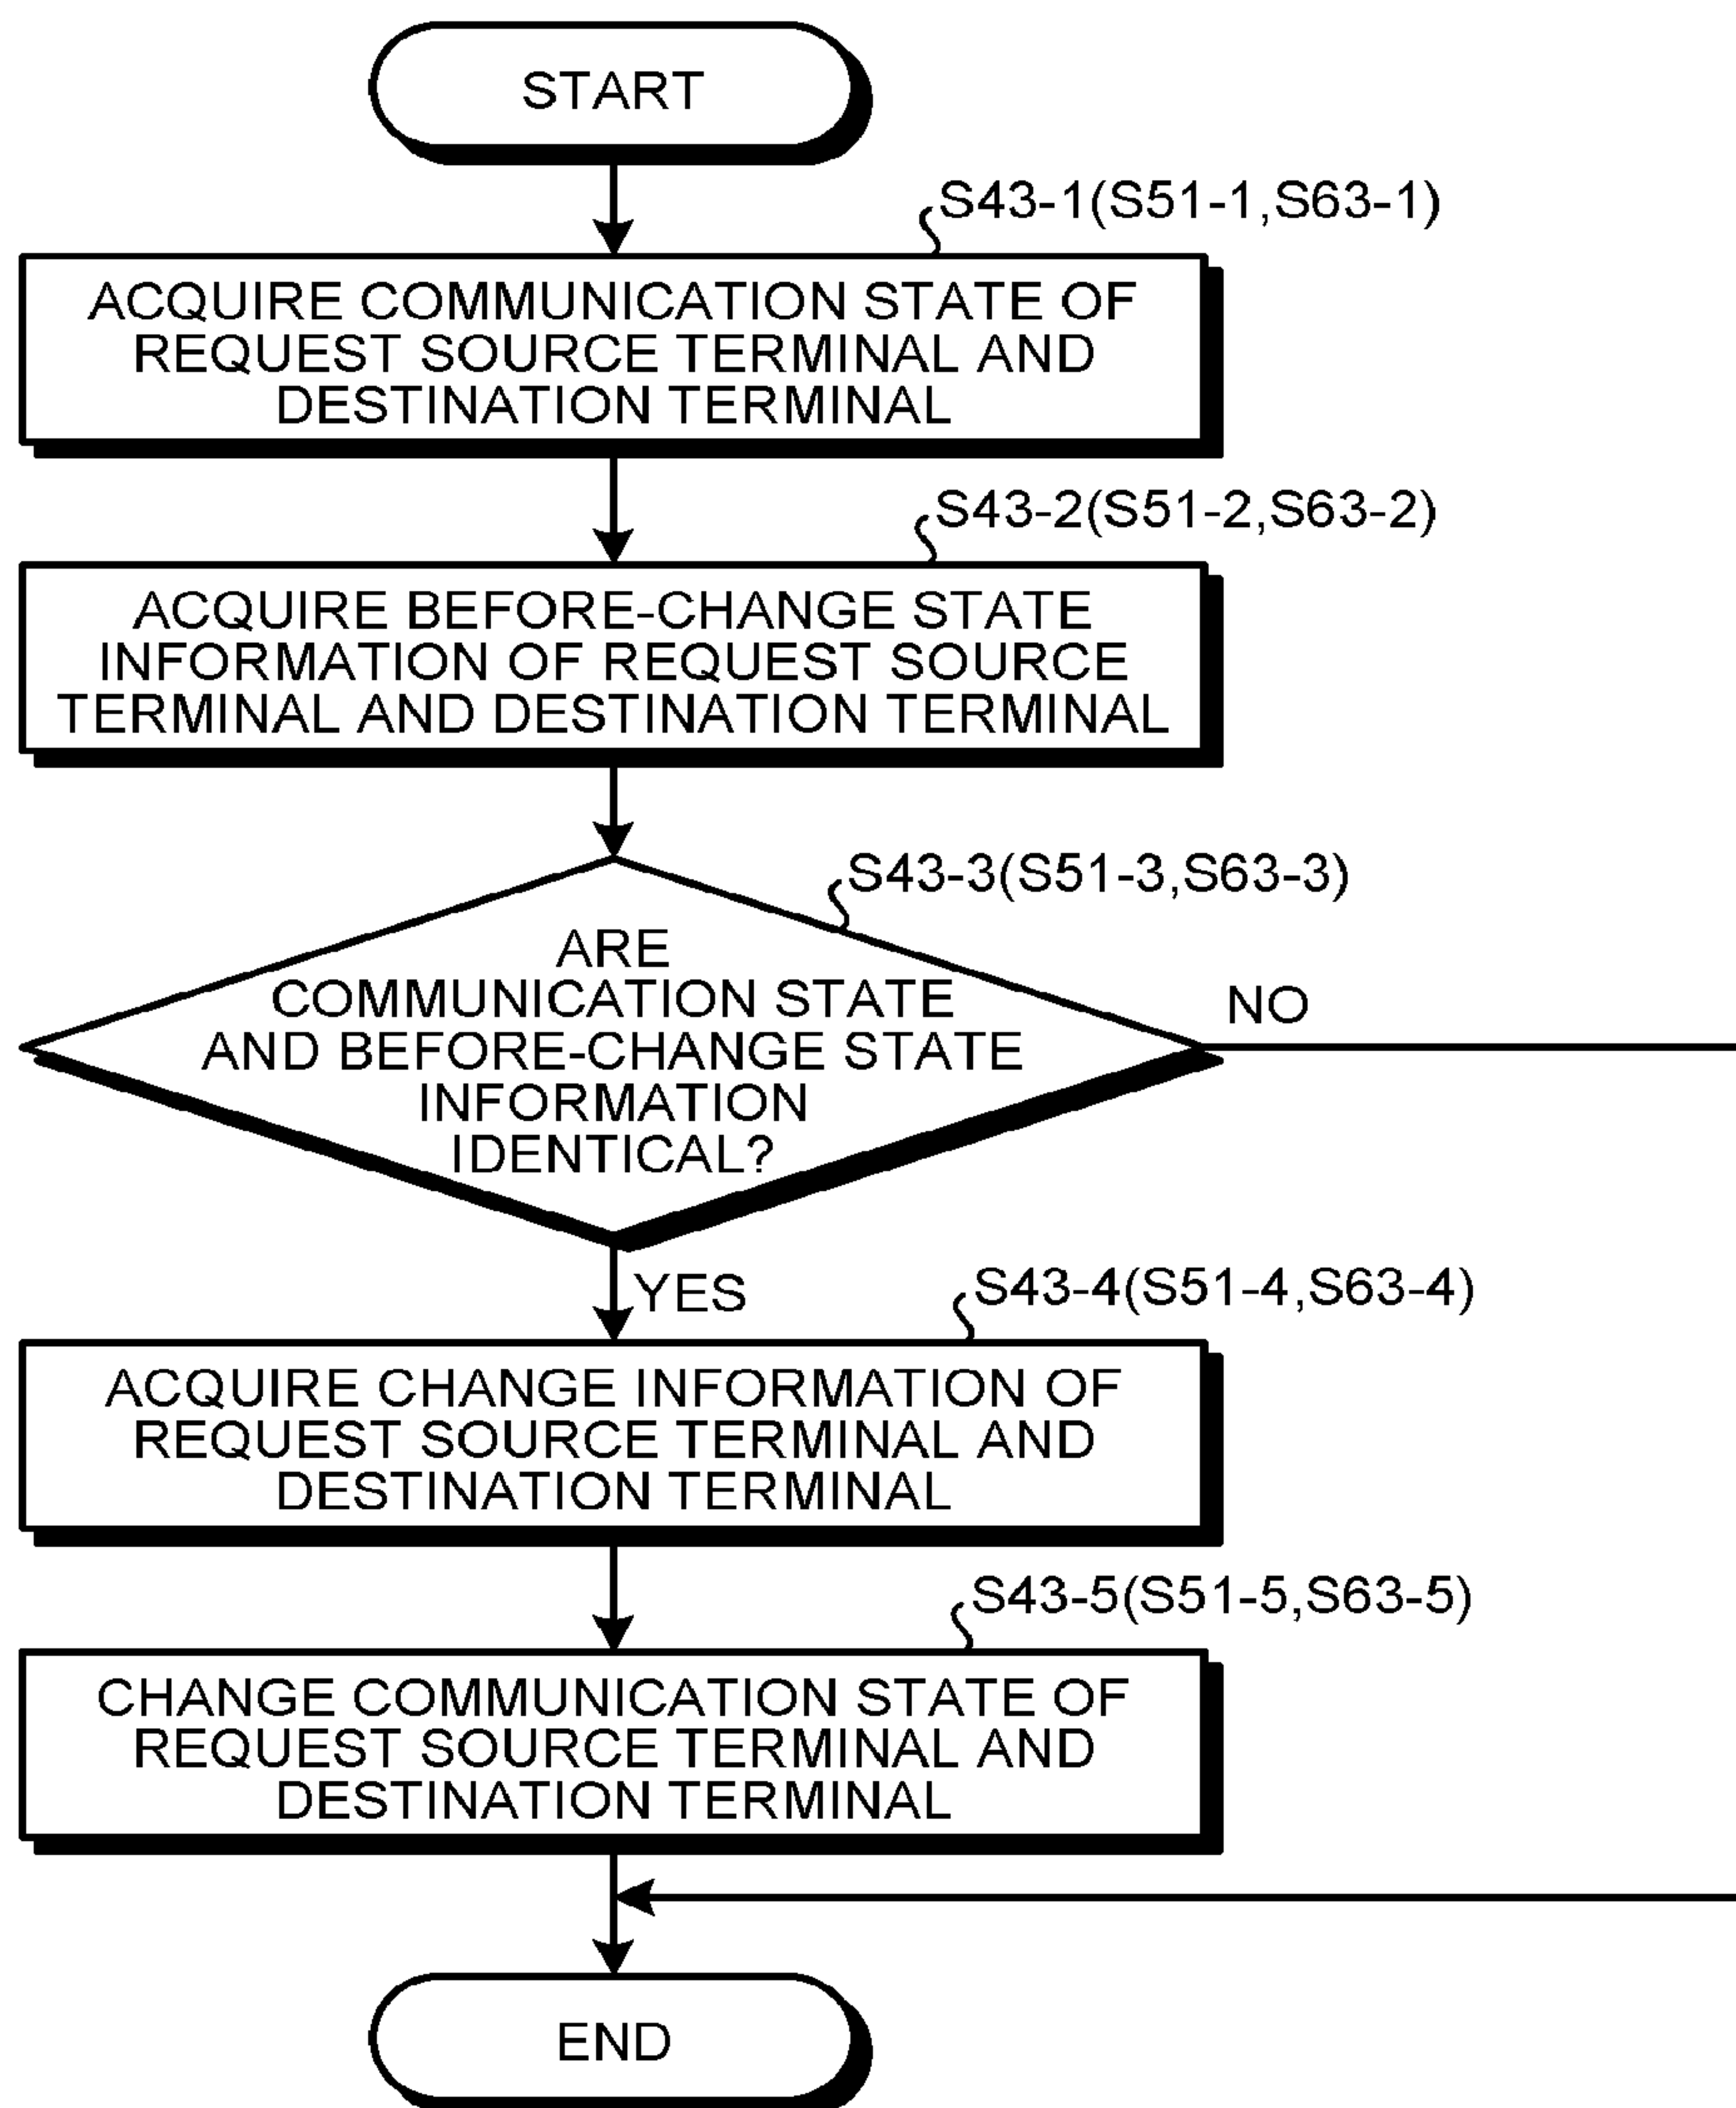 START
S43-1(S51-1,S63-1)
ACQUIRE COMMUNICATION STATE OF
REQUEST SOURCE TERMINAL AND
DESTINATION TERMINAL
S43-2(S51-2,S63-2)
ACQUIRE BEFORE-CHANGE STATE
INFORMATION OF REQUEST SOURCE
TERMINAL AND DESTINATION TERMINAL
S43-3(S51-3,S63-3)
ARE
COMMUNICATION STATE
AND BEFORE-CHANGE STATE
INFORMATION
IDENTICAL?
NO
YES
S43-4(S51-4,S63-4)
ACQUIRE CHANGE INFORMATION OF
REQUEST SOURCE TERMINAL AND
DESTINATION TERMINAL
S43-5(S51-5,S63-5)
CHANGE COMMUNICATION STATE OF
REQUEST SOURCE TERMINAL AND
DESTINATION TERMINAL
END